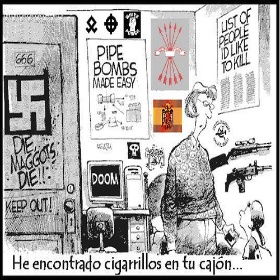 666
DIE
MAGGOTS,
DIE!!
KEEP OUT!
PIPE
BOMBS
MADE EASY
DOOM
LIST OF
PEOPLE
I'D LIKE
TO KILL
He encontrado cigarrillos en tu cajón...